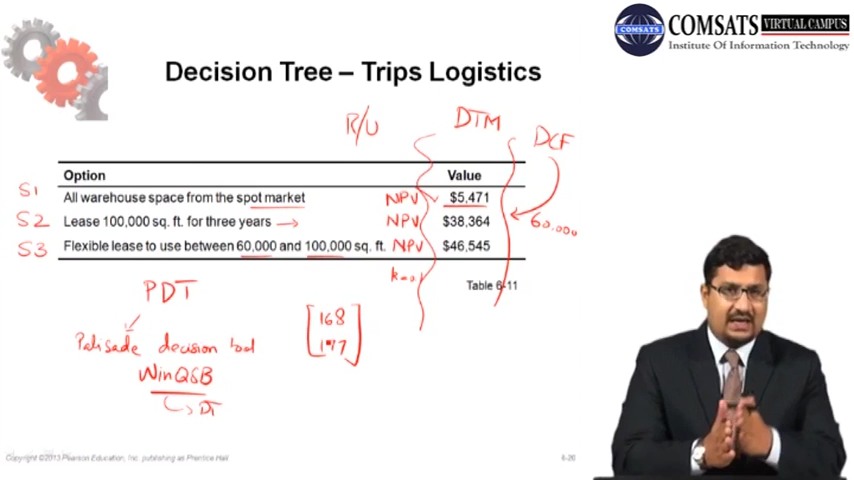 COMSATS VIRTUAL CAMPUS
Institute Of Information Technology
Decision Tree – Trips Logistics
R/U DTM DCF
Option Value
S1 All warehouse space from the spot market NPV $5,471
S2 Lease 100,000 sq. ft. for three years → NPV $38,364 60,000
S3 Flexible lease to use between 60,000 and 100,000 sq. ft. NPV $46,545
Table 6-11
PDT
Palisade decision tool
WinQSB
DT
168
Copyright ©2013 Pearson Education, Inc. publishing as Prentice Hall